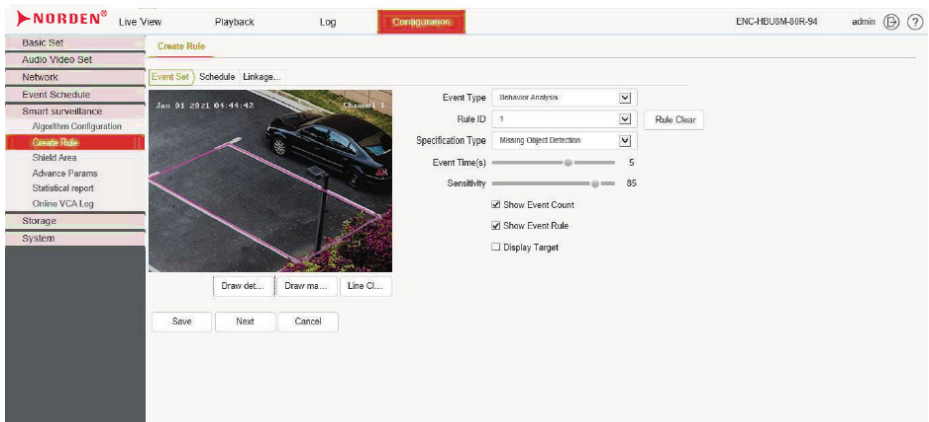 NORDEN® Live View Playback Log Configuration ENC-HBU8M-80R-94 admin
Basic Set
Create Rule
Audio Video Set
Network
Event Set Schedule Linkage...
Event Schedule
Smart surveillance
Algorithm Configuration
Create Rule
Shield Area
Advance Params
Statistical report
Online VCA Log
Storage
System
Jan 01 2021 04:44:42 Channel 1
Event Type Behavior Analysis
Rule ID 1 Rule Clear
Specification Type Missing Object Detection
Event Time(s) 5
Sensitivity 85
Show Event Count
Show Event Rule
Display Target
Draw det... Draw ma... Line Cl...
Save Next Cancel